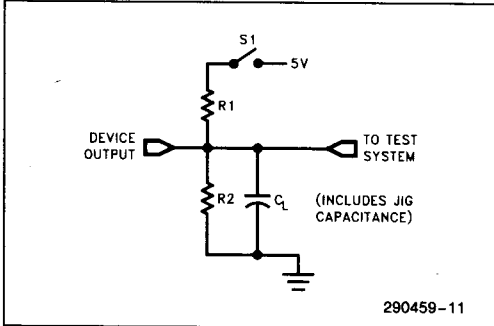 S1
5V
R1
DEVICE
OUTPUT
TO TEST
SYSTEM
R2
CL
(INCLUDES JIG
CAPACITANCE)
290459-11